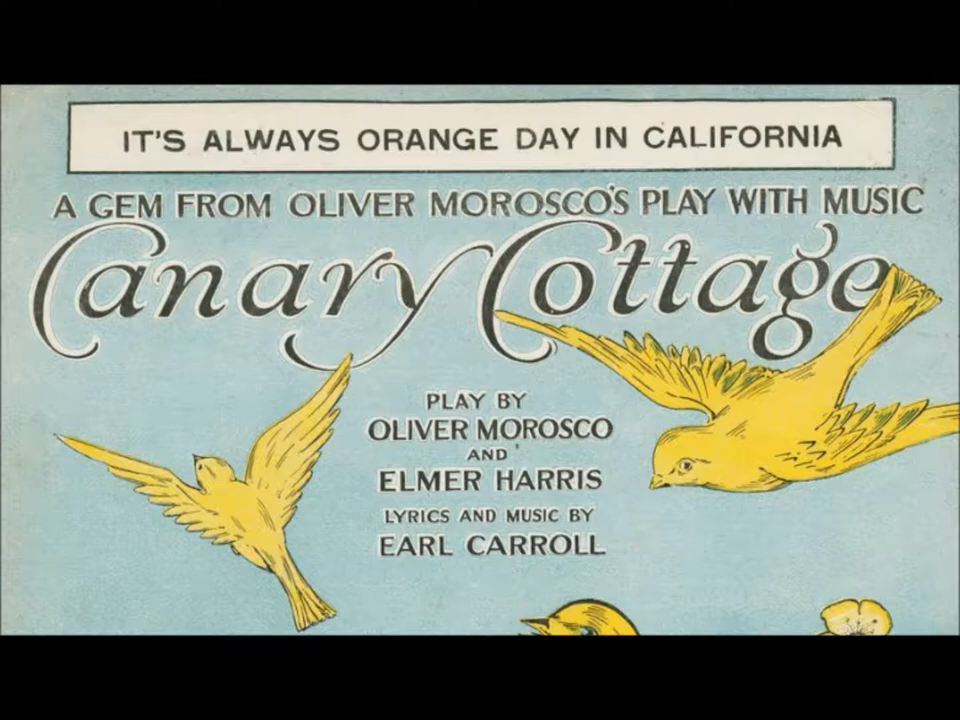 IT'S ALWAYS ORANGE DAY IN CALIFORNIA
A GEM FROM OLIVER MOROSCO'S PLAY WITH MUSIC
Canary Cottage
PLAY BY
OLIVER MOROSCO
AND
ELMER HARRIS
LYRICS AND MUSIC BY
EARL CARROLL